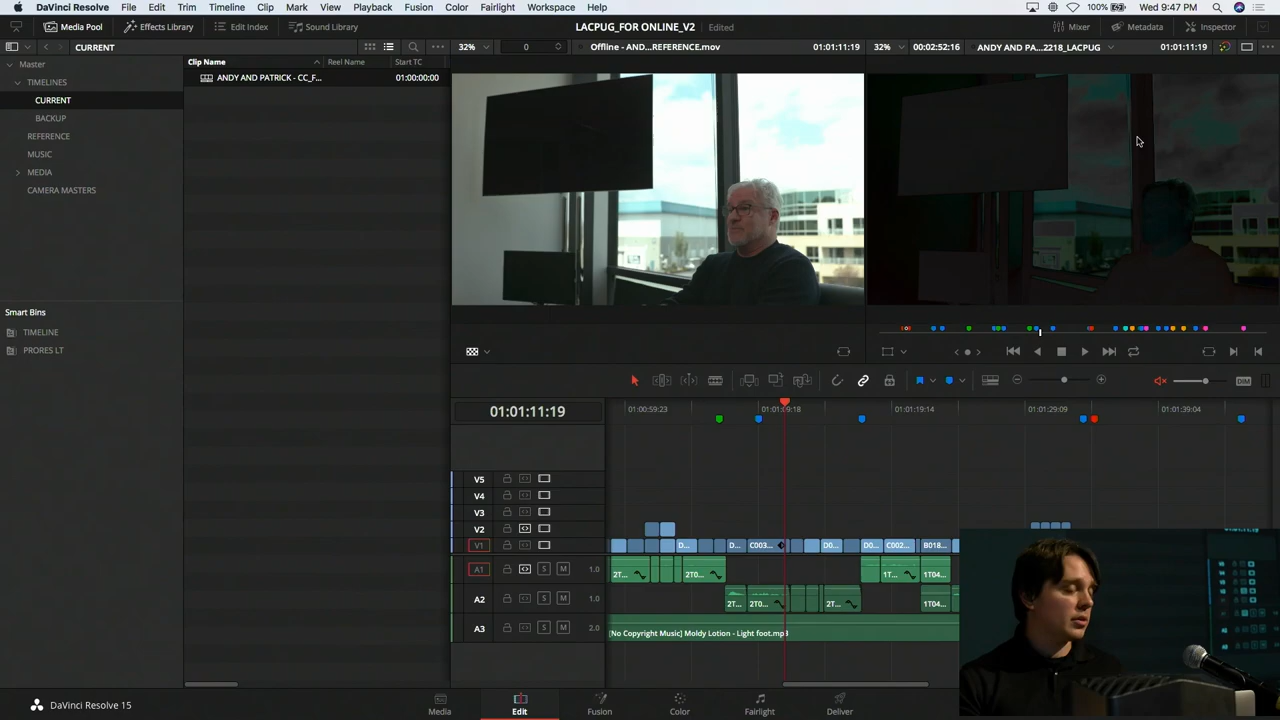 DaVinci Resolve File Edit Trim Timeline Clip Mark View Playback Fusion Color Fairlight Workspace Help 100% Wed 9:47 PM
Media Pool Effects Library Edit Index Sound Library LACPUG_FOR ONLINE_V2 Edited Mixer Metadata Inspector
CURRENT 32% 0 Offline - AND...REFERENCE.mov 01:01:11:19 32% 00:02:52:16 ANDY AND PA...2218_LACPUG 01:01:11:19
Master
TIMELINES
CURRENT
BACKUP
REFERENCE
MUSIC
MEDIA
CAMERA MASTERS
Clip Name Reel Name Start TC
ANDY AND PATRICK - CC_F... 01:00:00:00
Smart Bins
TIMELINE
PRORES LT
DIM
01:01:11:19
01:00:59:23 01:01:09:18 01:01:19:14 01:01:29:09 01:01:39:04
V5
V4
V3
V2
V1 D... D... C003... D0... D0... C002... B018...
A1 S M 1.0 2T... 2T0... 1T... 1T04...
A2 S M 1.0 2T... 2T0... 2T... 1T04...
A3 S M 2.0 [No Copyright Music] Moldy Lotion - Light foot.mp3
DaVinci Resolve 15
Media Edit Fusion Color Fairlight Deliver